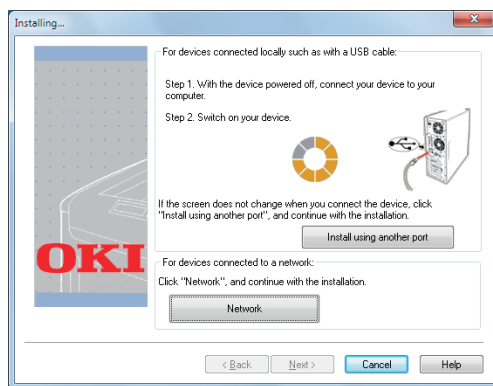 Installing...
For devices connected locally such as with a USB cable:
Step 1. With the device powered off, connect your device to your
computer.
Step 2. Switch on your device.
If the screen does not change when you connect the device, click
"Install using another port", and continue with the installation.
Install using another port
OKI
For devices connected to a network:
Click "Network", and continue with the installation.
Network
< Back
Next >
Cancel
Help